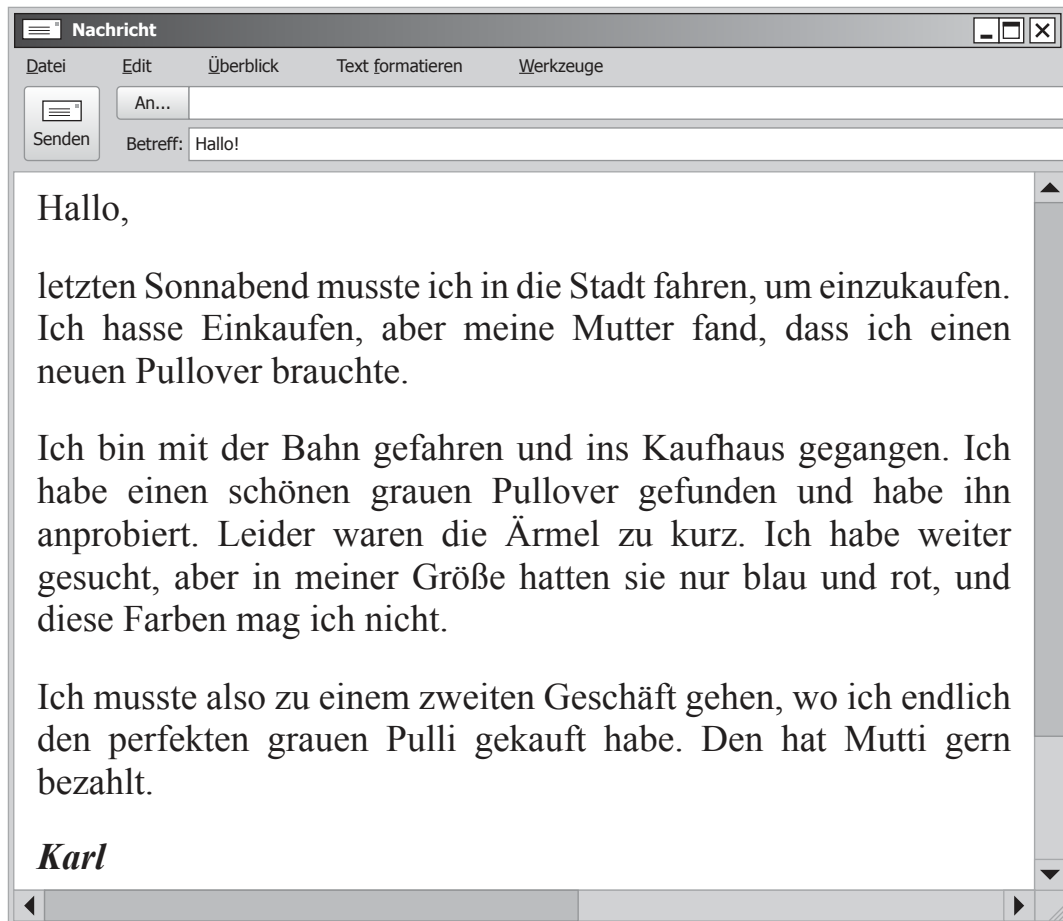 Nachricht
Datei Edit Überblick Text formatieren Werkzeuge
An...
Senden
Betreff: Hallo!
Hallo,
letzten Sonnabend musste ich in die Stadt fahren, um einzukaufen.
Ich hasse Einkaufen, aber meine Mutter fand, dass ich einen
neuen Pullover brauchte.
Ich bin mit der Bahn gefahren und ins Kaufhaus gegangen. Ich
habe einen schönen grauen Pullover gefunden und habe ihn
anprobiert. Leider waren die Ärmel zu kurz. Ich habe weiter
gesucht, aber in meiner Größe hatten sie nur blau und rot, und
diese Farben mag ich nicht.
Ich musste also zu einem zweiten Geschäft gehen, wo ich endlich
den perfekten grauen Pulli gekauft habe. Den hat Mutti gern
bezahlt.
Karl